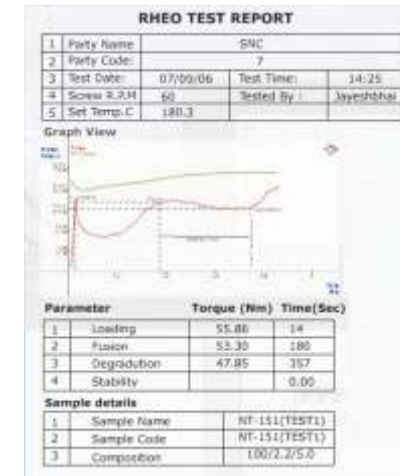 RHEO TEST REPORT
1 Party Name SNC
2 Party Code: 7
3 Test Date: 07/09/06 Test Time: 14:25
4 Screw R.P.M 60 Tested By : Jayeshbhai
5 Set Temp.C 180.3
Graph View
Parameter Torque (Nm) Time(Sec)
1 Loading 55.86 14
2 Fusion 53.30 180
3 Degradution 47.85 357
4 Stability 0.00
Sample details
1 Sample Name NT-151(TEST1)
2 Sample Code NT-151(TEST1)
3 Composition 100/2.2/5.0